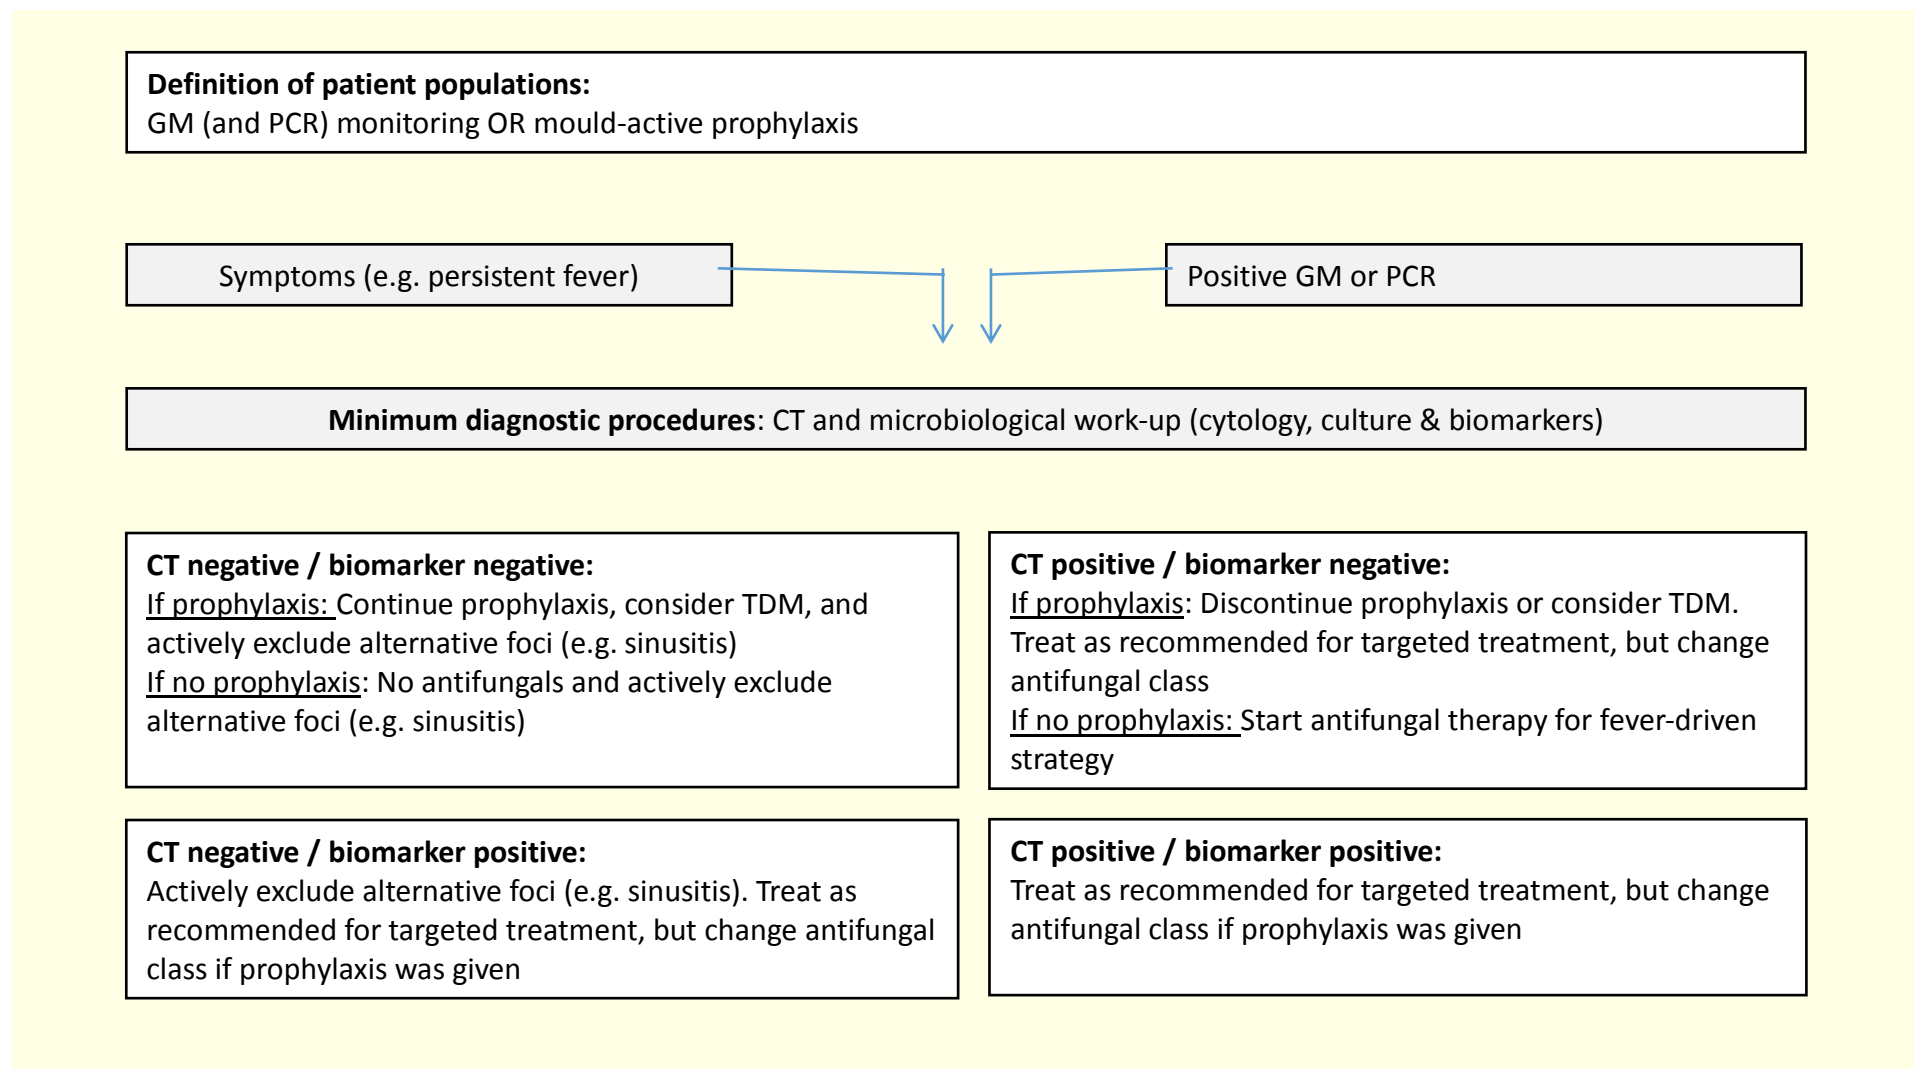 Definition of patient populations:
GM (and PCR) monitoring OR mould-active prophylaxis
Symptoms (e.g. persistent fever)
Positive GM or PCR
Minimum diagnostic procedures: CT and microbiological work-up (cytology, culture & biomarkers)
CT negative / biomarker negative:
If prophylaxis: Continue prophylaxis, consider TDM, and
actively exclude alternative foci (e.g. sinusitis)
If no prophylaxis: No antifungals and actively exclude
alternative foci (e.g. sinusitis)
CT positive / biomarker negative:
If prophylaxis: Discontinue prophylaxis or consider TDM.
Treat as recommended for targeted treatment, but change
antifungal class
If no prophylaxis: Start antifungal therapy for fever-driven
strategy
CT negative / biomarker positive:
Actively exclude alternative foci (e.g. sinusitis). Treat as
recommended for targeted treatment, but change antifungal
class if prophylaxis was given
CT positive / biomarker positive:
Treat as recommended for targeted treatment, but change
antifungal class if prophylaxis was given